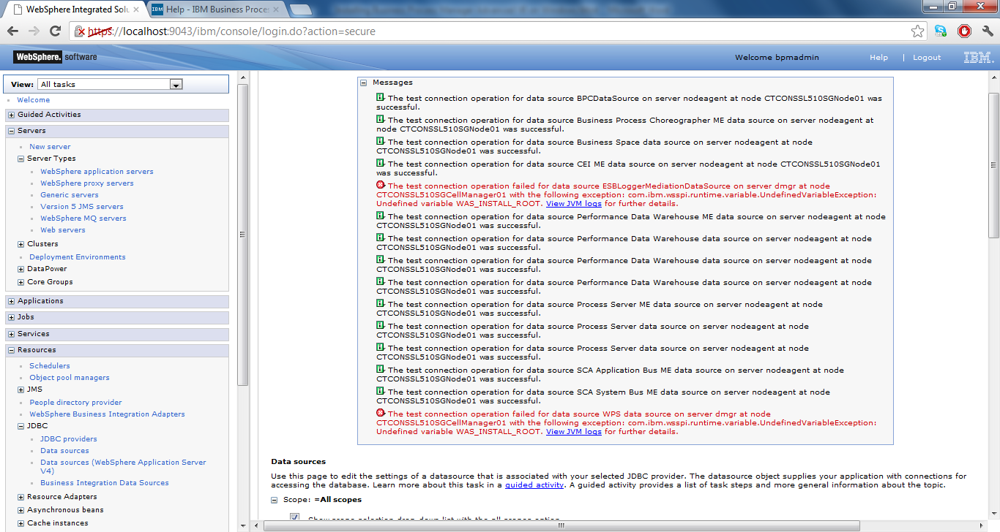 WebSphere Integrated Solu
Help - IBM Business Proces
https://localhost:9043/ibm/console/login.do?action=secure
WebSphere. software
Welcome bpmadmin
Help
Logout
IBM.
View: All tasks
Welcome
Guided Activities
Servers
New server
Server Types
WebSphere application servers
WebSphere proxy servers
Generic servers
Version 5 JMS servers
WebSphere MQ servers
Web servers
Clusters
Deployment Environments
DataPower
Core Groups
Applications
Jobs
Services
Resources
Schedulers
Object pool managers
JMS
People directory provider
WebSphere Business Integration Adapters
JDBC
JDBC providers
Data sources
Data sources (WebSphere Application Server
V4)
Business Integration Data Sources
Resource Adapters
Asynchronous beans
Cache instances
Messages
The test connection operation for data source BPCDataSource on server nodeagent at node CTCONSSL510SGNode01 was
successful.
The test connection operation for data source Business Process Choreographer ME data source on server nodeagent at
node CTCONSSL510SGNode01 was successful.
The test connection operation for data source Business Space data source on server nodeagent at node
CTCONSSL510SGNode01 was successful.
The test connection operation for data source CEI ME data source on server nodeagent at node CTCONSSL510SGNode01
was successful.
The test connection operation failed for data source ESBLoggerMediationDataSource on server dmgr at node
CTCONSSL510SGCellManager01 with the following exception: com.ibm.wsspi.runtime.variable.UndefinedVariableException:
Undefined variable WAS_INSTALL_ROOT. View JVM logs for further details.
The test connection operation for data source Performance Data Warehouse ME data source on server nodeagent at node
CTCONSSL510SGNode01 was successful.
The test connection operation for data source Performance Data Warehouse data source on server nodeagent at node
CTCONSSL510SGNode01 was successful.
The test connection operation for data source Performance Data Warehouse data source on server nodeagent at node
CTCONSSL510SGNode01 was successful.
The test connection operation for data source Performance Data Warehouse data source on server nodeagent at node
CTCONSSL510SGNode01 was successful.
The test connection operation for data source Process Server ME data source on server nodeagent at node
CTCONSSL510SGNode01 was successful.
The test connection operation for data source Process Server data source on server nodeagent at node
CTCONSSL510SGNode01 was successful.
The test connection operation for data source Process Server data source on server nodeagent at node
CTCONSSL510SGNode01 was successful.
The test connection operation for data source SCA Application Bus ME data source on server nodeagent at node
CTCONSSL510SGNode01 was successful.
The test connection operation for data source SCA System Bus ME data source on server nodeagent at node
CTCONSSL510SGNode01 was successful.
The test connection operation failed for data source WPS data source on server dmgr at node
CTCONSSL510SGCellManager01 with the following exception: com.ibm.wsspi.runtime.variable.UndefinedVariableException:
Undefined variable WAS_INSTALL_ROOT. View JVM logs for further details.
Data sources
Use this page to edit the settings of a datasource that is associated with your selected JDBC provider. The datasource object supplies your application with connections for
accessing the database. Learn more about this task in a guided activity. A guided activity provides a list of task steps and more general information about the topic.
Scope: =All scopes
Show scope selection drop-down list with the all scopes option